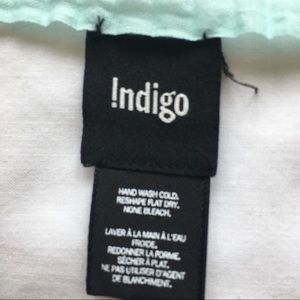 !ndigo
HAND WASH COLD.
RESHAPE FLAT DRY.
NONE BLEACH.
LAVER À LA MAIN À L'EAU
FROIDE.
REDONNER LA FORME.
SÉCHER À PLAT.
NE PAS UTILISER D'AGENT
DE BLANCHIMENT.